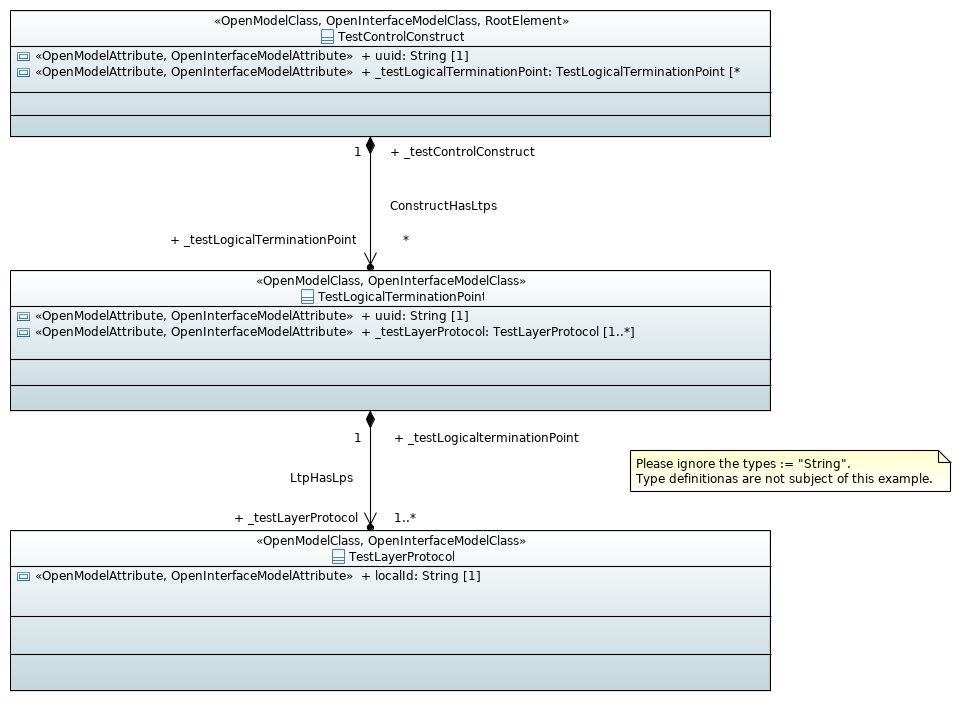 «OpenModelClass, OpenInterfaceModelClass, RootElement»
TestControlConstruct
«OpenModelAttribute, OpenInterfaceModelAttribute» + uuid: String [1]
«OpenModelAttribute, OpenInterfaceModelAttribute» + _testLogicalTerminationPoint: TestLogicalTerminationPoint [*
1 + _testControlConstruct
ConstructHasLtps
+ _testLogicalTerminationPoint *
«OpenModelClass, OpenInterfaceModelClass»
TestLogicalTerminationPoint
«OpenModelAttribute, OpenInterfaceModelAttribute» + uuid: String [1]
«OpenModelAttribute, OpenInterfaceModelAttribute» + _testLayerProtocol: TestLayerProtocol [1..*]
1 + _testLogicalterminationPoint
Please ignore the types := "String".
Type definitionas are not subject of this example.
LtpHasLps
+ _testLayerProtocol 1..*
«OpenModelClass, OpenInterfaceModelClass»
TestLayerProtocol
«OpenModelAttribute, OpenInterfaceModelAttribute» + localId: String [1]